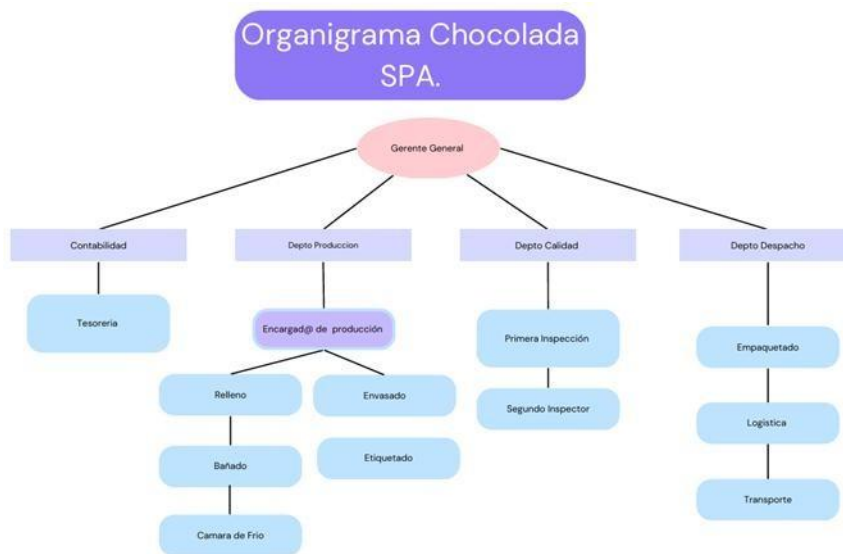 Organigrama Chocolada
SPA.
Gerente General
Contabilidad
Depto Produccion
Depto Calidad
Depto Despacho
Tesoreria
Encargad@ de producción
Primera Inspección
Empaquetado
Relleno
Envasado
Segundo Inspector
Logistica
Bañado
Etiquetado
Transporte
Camara de Frio